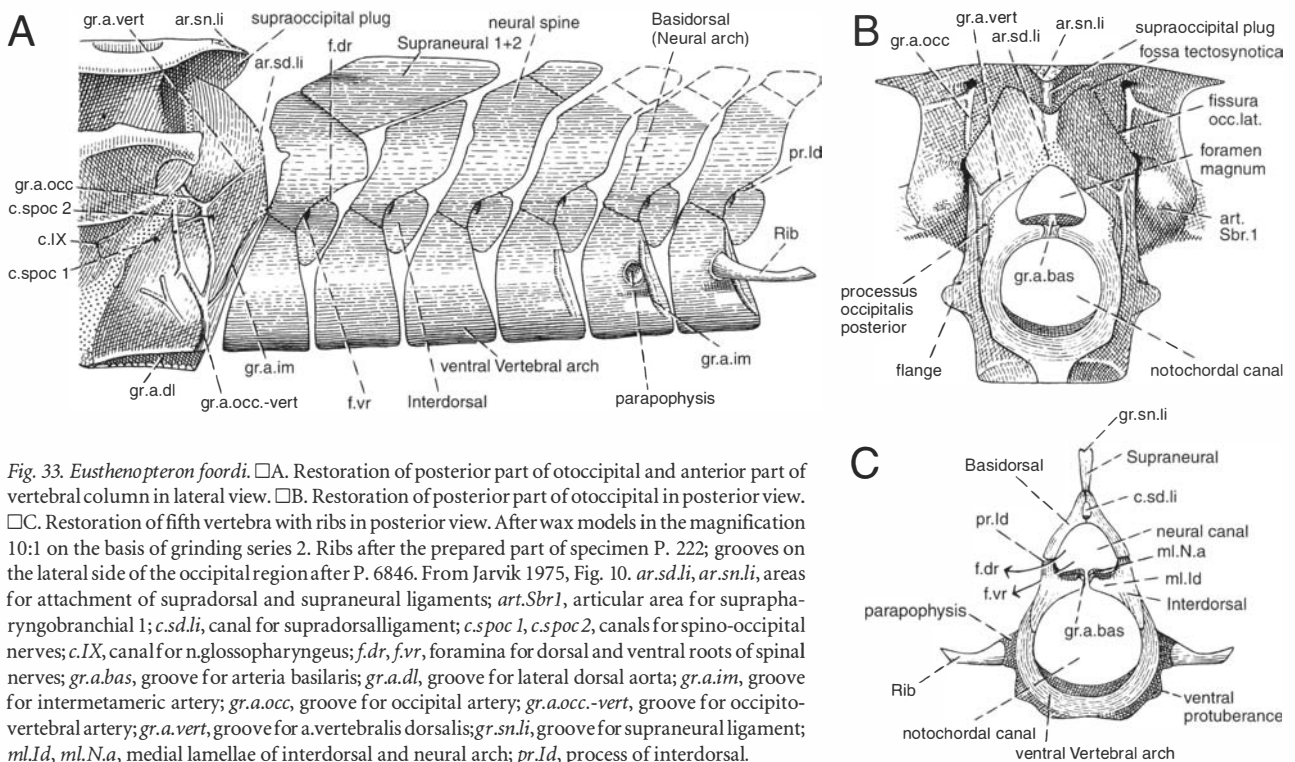 A
gr.a.vert
ar.sn.li
supraoccipital plug
f.dr
ar.sd.li
Supraneural 1+2
neural spine
Basidorsal
(Neural arch)
pr.Id
gr.a.occ
c.spoc 2
c.IX
c.spoc 1
Rib
gr.a.dl
gr.a.occ.-vert
gr.a.im
f.vr
Interdorsal
ventral Vertebral arch
parapophysis
gr.a.im
B
gr.a.occ
gr.a.vert
ar.sd.li
ar.sn.li
supraoccipital plug
fossa tectosynotica
fissura
occ.lat.
foramen
magnum
art.
Sbr.1
gr.a.bas
processus
occipitalis
posterior
flange
notochordal canal
C
gr.sn.li
Supraneural
Basidorsal
c.sd.li
pr.Id
neural canal
ml.N.a
f.dr
ml.Id
f.vr
Interdorsal
parapophysis
gr.a.bas
Rib
ventral
protuberance
notochordal canal
ventral Vertebral arch
Fig. 33. Eusthenopteron foordi. □A. Restoration of posterior part of otoccipital and anterior part of
vertebral column in lateral view. □B. Restoration of posterior part of otoccipital in posterior view.
□C. Restoration of fifth vertebra with ribs in posterior view. After wax models in the magnification
10:1 on the basis of grinding series 2. Ribs after the prepared part of specimen P. 222; grooves on
the lateral side of the occipital region after P. 6846. From Jarvik 1975, Fig. 10. ar.sd.li, ar.sn.li, areas
for attachment of supradorsal and supraneural ligaments; art.Sbr1, articular area for suprapha-
ryngobranchial 1; c.sd.li, canal for supradorsalligament; c.spoc 1, c.spoc 2, canals for spino-occipital
nerves; c.IX, canal for n.glossopharyngeus; f.dr, f.vr, foramina for dorsal and ventral roots of spinal
nerves; gr.a.bas, groove for arteria basilaris; gr.a.dl, groove for lateral dorsal aorta; gr.a.im, groove
for intermetameric artery; gr.a.occ, groove for occipital artery; gr.a.occ.-vert, groove for occipito-
vertebral artery; gr.a.vert, groove for a.vertebralis dorsalis; gr.sn.li, groove for supraneural ligament;
ml.Id, ml.N.a, medial lamellae of interdorsal and neural arch; pr.Id, process of interdorsal.